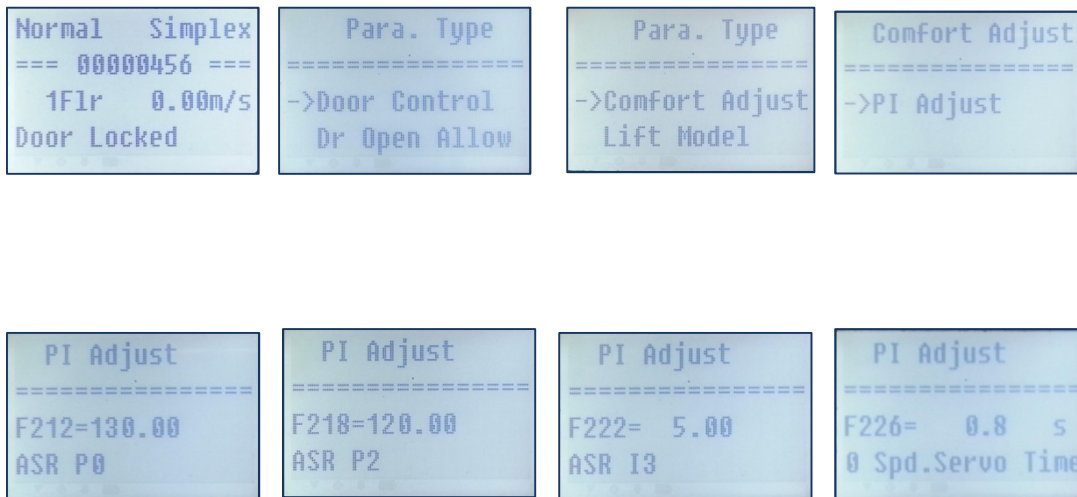 Normal Simplex
=== 00000456 ===
1Flr 0.00m/s
Door Locked
Para. Type
=================
->Door Control
Dr Open Allow
Para. Type
=================
->Comfort Adjust
Lift Model
Comfort Adjust
=================
->PI Adjust
PI Adjust
=================
F212=130.00
ASR P0
PI Adjust
=================
F218=120.00
ASR P2
PI Adjust
=================
F222= 5.00
ASR I3
PI Adjust
=================
F226= 0.8 s
0 Spd.Servo Time